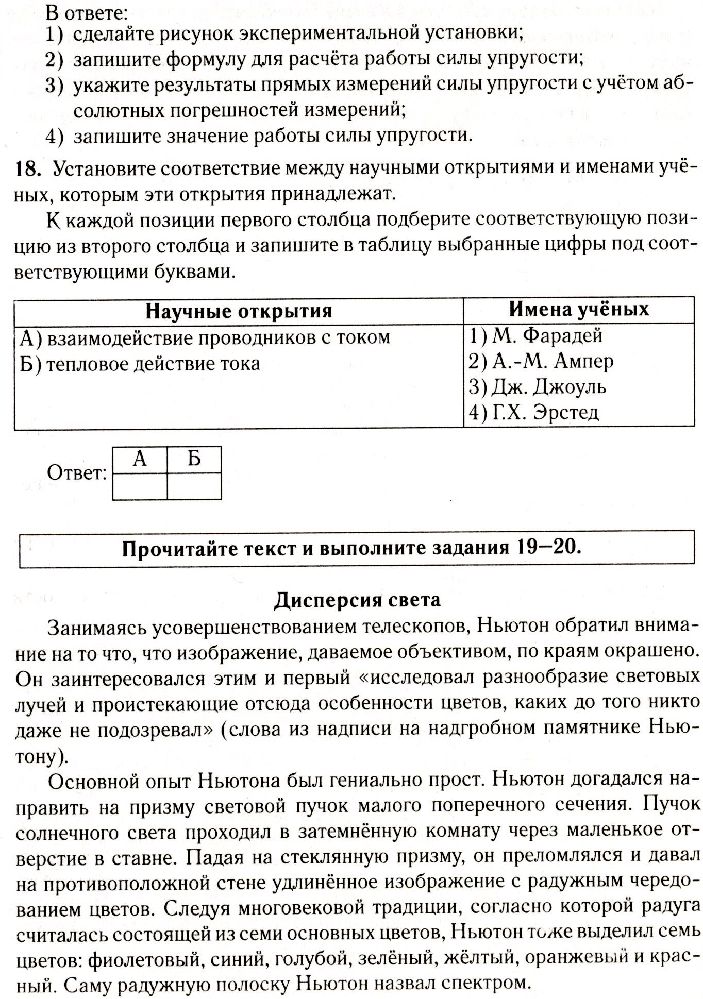 В ответе:
1) сделайте рисунок экспериментальной установки;
2) запишите формулу для расчёта работы силы упругости;
3) укажите результаты прямых измерений силы упругости с учётом аб-
солютных погрешностей измерений;
4) запишите значение работы силы упругости.
18. Установите соответствие между научными открытиями и именами учё-
ных, которым эти открытия принадлежат.
К каждой позиции первого столбца подберите соответствующую пози-
цию из второго столбца и запишите в таблицу выбранные цифры под соот-
ветствующими буквами.
Научные открытия
Имена учёных
А) взаимодействие проводников с током
Б) тепловое действие тока
1) М. Фарадей
2) А.-М. Ампер
3) Дж. Джоуль
4) Г.Х. Эрстед
Ответ:
А Б
Прочитайте текст и выполните задания 19—20.
Дисперсия света
Занимаясь усовершенствованием телескопов, Ньютон обратил внима-
ние на то что, что изображение, даваемое объективом, по краям окрашено.
Он заинтересовался этим и первый «исследовал разнообразие световых
лучей и проистекающие отсюда особенности цветов, каких до того никто
даже не подозревал» (слова из надписи на надгробном памятнике Нью-
тону).
Основной опыт Ньютона был гениально прост. Ньютон догадался на-
править на призму световой пучок малого поперечного сечения. Пучок
солнечного света проходил в затемнённую комнату через маленькое от-
верстие в ставне. Падая на стеклянную призму, он преломлялся и давал
на противоположной стене удлинённое изображение с радужным чередо-
ванием цветов. Следуя многовековой традиции, согласно которой радуга
считалась состоящей из семи основных цветов, Ньютон тоже выделил семь
цветов: фиолетовый, синий, голубой, зелёный, жёлтый, оранжевый и крас-
ный. Саму радужную полоску Ньютон назвал спектром.